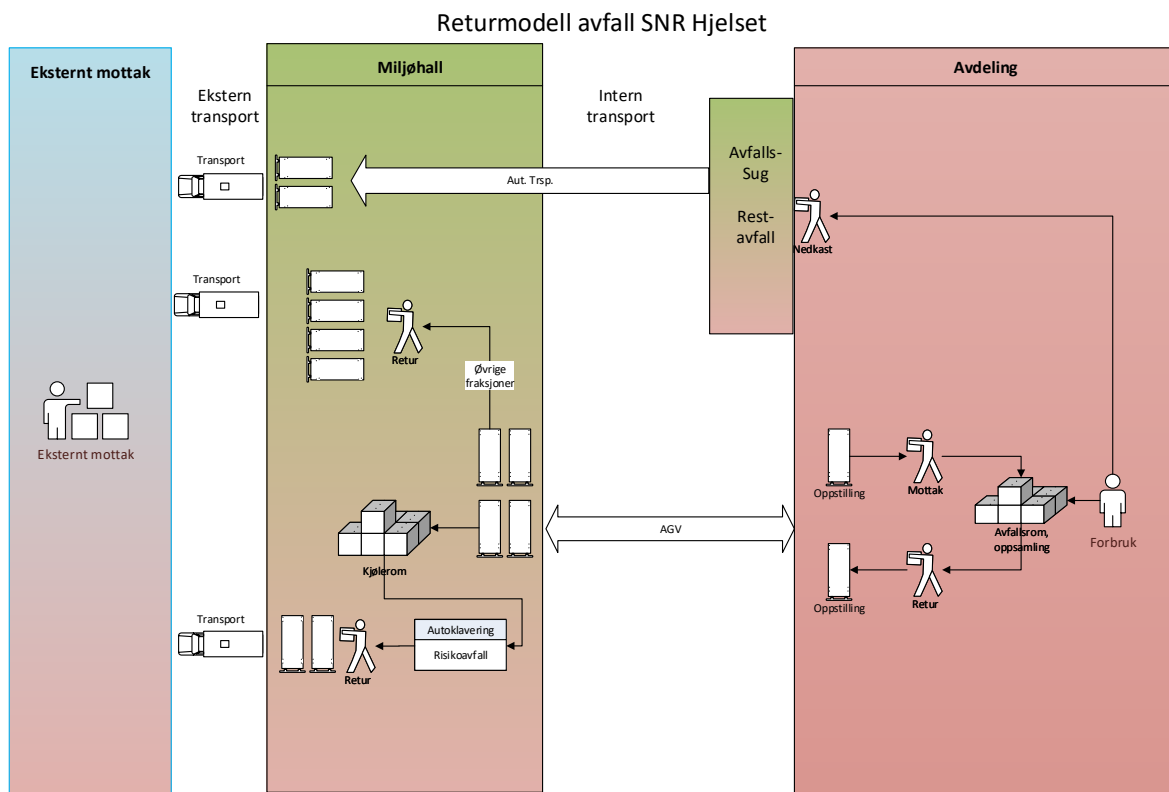 Returmodell avfall SNR Hjelset
Eksternt mottak
Miljøhall
Avdeling
Ekstern
transport
Intern
transport
Transport
Aut. Trsp.
Avfalls-
Sug
Rest-
avfall
Nedkast
Transport
Retur
Øvrige
fraksjoner
Eksternt mottak
Oppstilling
Mottak
AGV
Avfallsrom,
oppsamling
Forbruk
Kjølerom
Oppstilling
Retur
Transport
Autoklavering
Risikoavfall
Retur